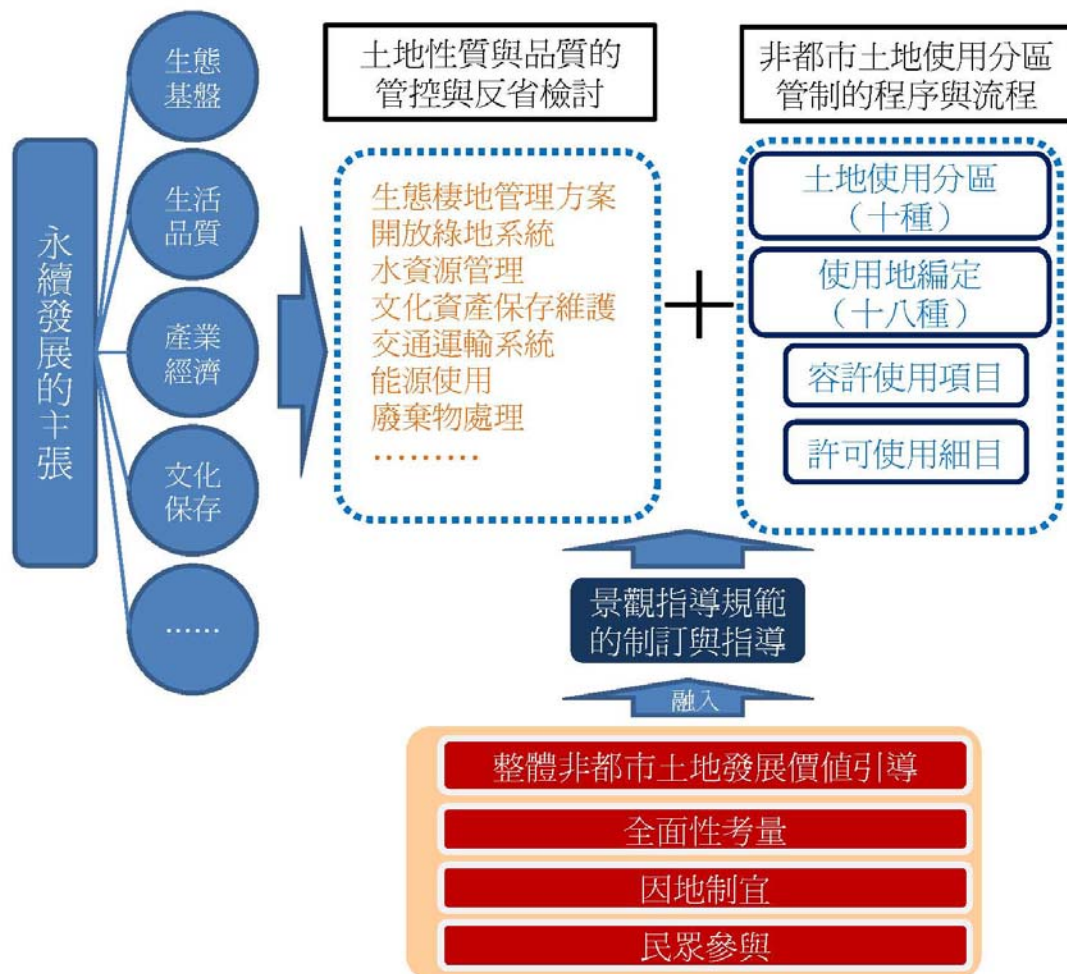 永續發展的主張
生態
基盤
生活
品質
產業
經濟
文化
保存
……
土地性質與品質的
管控與反省檢討
生態棲地管理方案
開放綠地系統
水資源管理
文化資產保存維護
交通運輸系統
能源使用
廢棄物處理
………
+
非都市土地使用分區
管制的程序與流程
土地使用分區
（十種）
使用地編定
（十八種）
容許使用項目
許可使用細目
景觀指導規範
的制訂與指導
融入
整體非都市土地發展價值引導
全面性考量
因地制宜
民眾參與